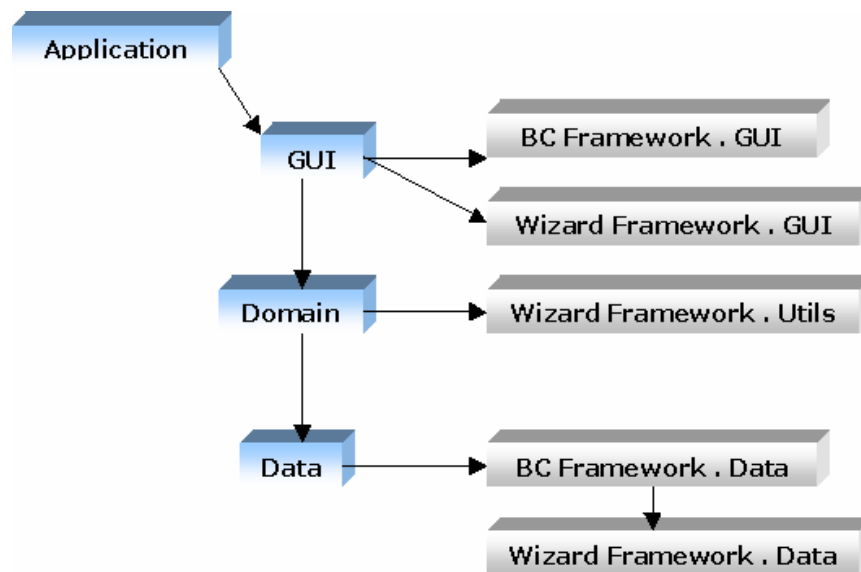 Application
GUI
BC Framework . GUI
Wizard Framework . GUI
Domain
Wizard Framework . Utils
Data
BC Framework . Data
Wizard Framework . Data